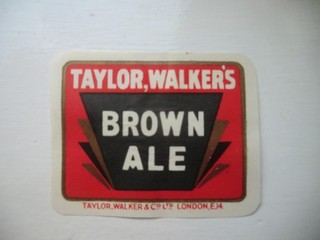 TAYLOR, WALKER'S
BROWN
ALE
TAYLOR, WALKER & Cº LTD LONDON, E.14